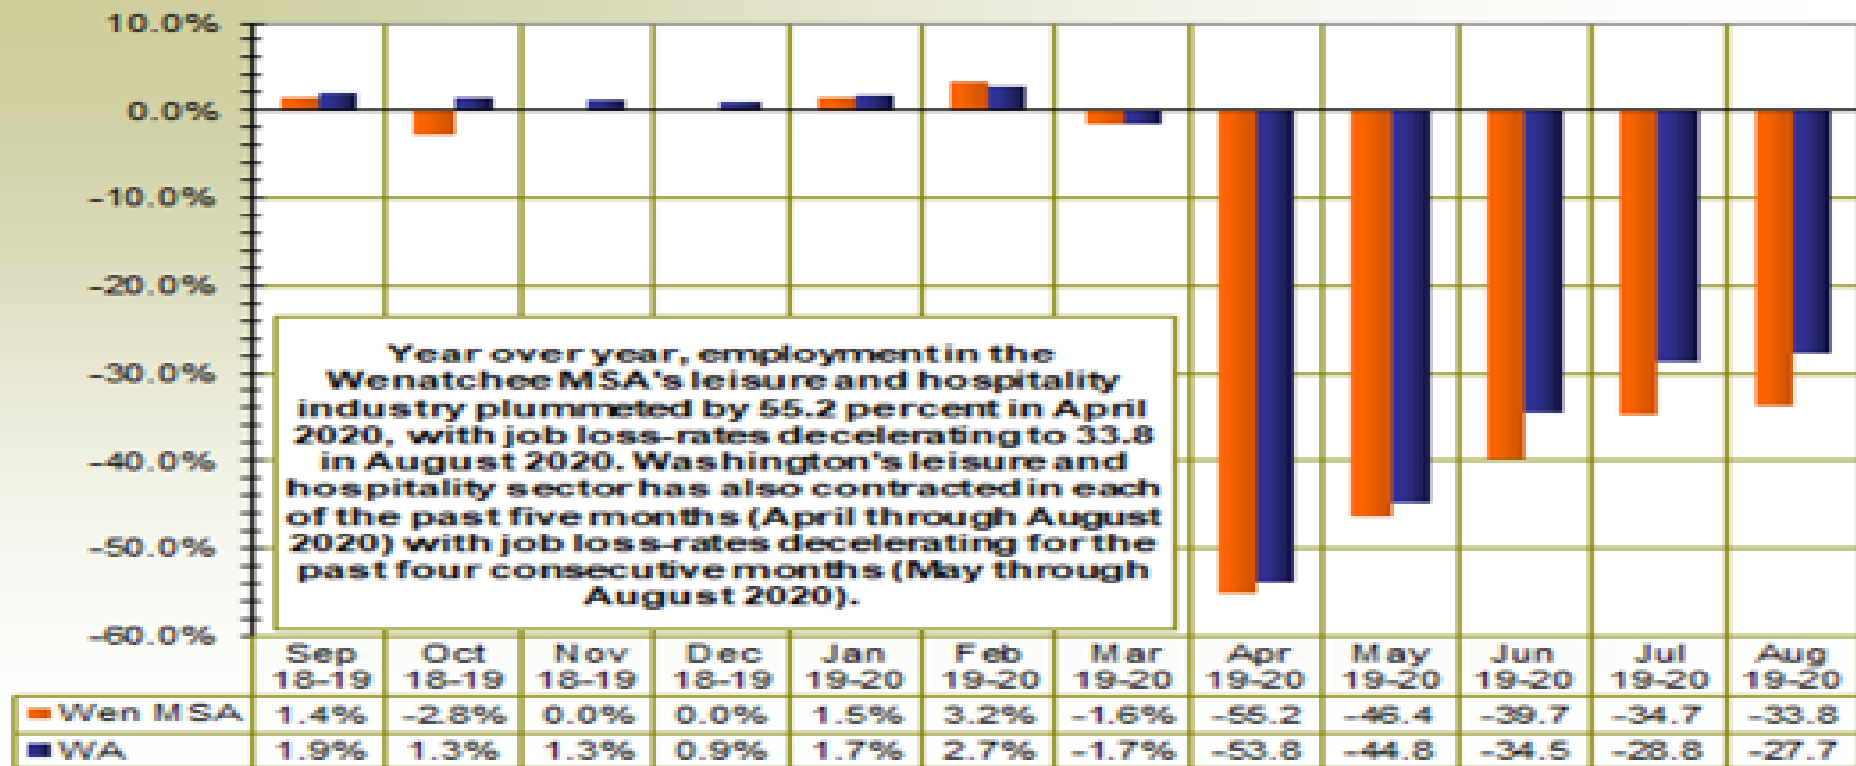 10.0%
0.0%
-10.0%
-20.0%
-30.0%
-40.0%
-50.0%
-60.0%
Year over year, employment in the
Wenatchee MSA's leisure and hospitality
industry plummeted by 55.2 percent in April
2020, with job loss-rates decelerating to 33.8
in August 2020. Washington's leisure and
hospitality sector has also contracted in each
of the past five months (April through August
2020) with job loss-rates decelerating for the
past four consecutive months (May through
August 2020).
Sep Oct Nov Dec Jan Feb Mar Apr May Jun Jul Aug
18-19 18-19 18-19 18-19 19-20 19-20 19-20 19-20 19-20 19-20 19-20 19-20
Wen MSA 1.4% -2.8% 0.0% 0.0% 1.5% 3.2% -1.6% -55.2 -46.4 -39.7 -34.7 -33.8
WA 1.9% 1.3% 1.3% 0.9% 1.7% 2.7% -1.7% -53.8 -44.8 -34.5 -28.8 -27.7